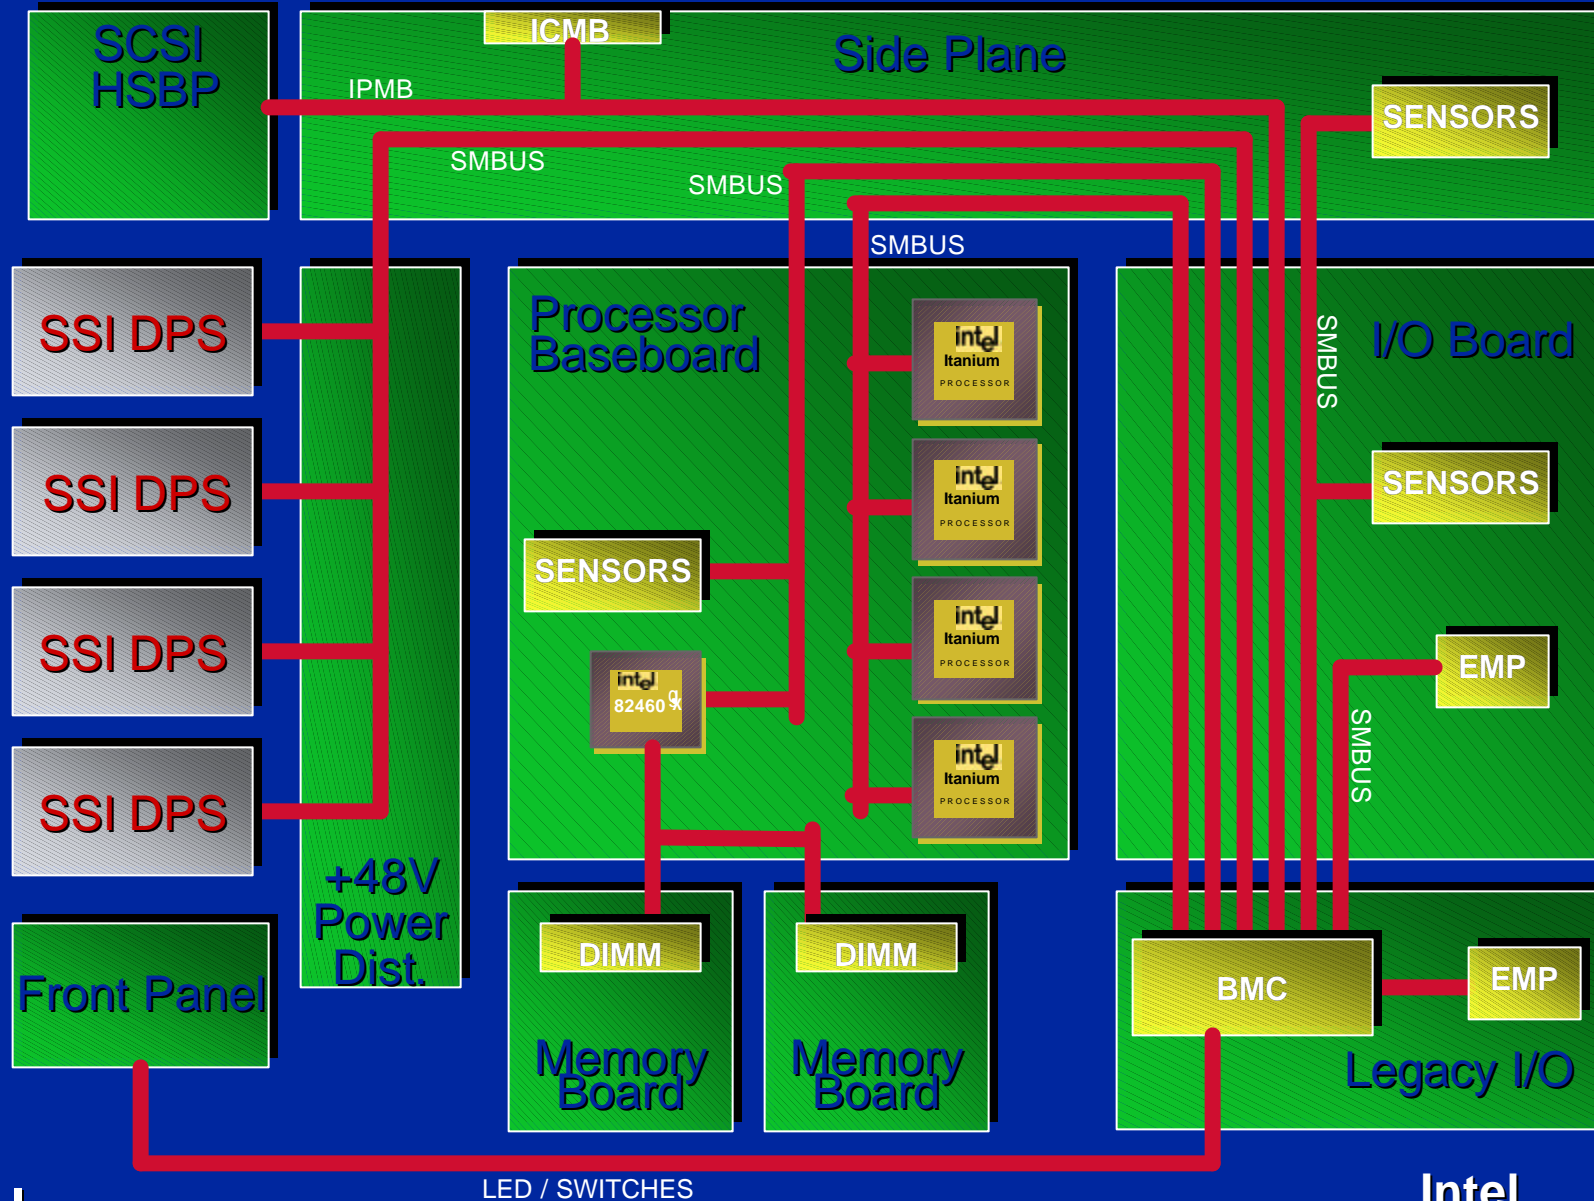 SCSI
HSBP
ICMB
Side Plane
IPMB
SENSORS
SMBUS
SMBUS
SMBUS
SSI DPS
SSI DPS
SSI DPS
SSI DPS
+48V
Power
Dist.
Processor
Baseboard
intel
Itanium
PROCESSOR
intel
Itanium
PROCESSOR
intel
Itanium
PROCESSOR
intel
Itanium
PROCESSOR
SENSORS
intel
82460 gx
SMBUS
I/O Board
SENSORS
EMP
SMBUS
Front Panel
DIMM
Memory
Board
DIMM
Memory
Board
BMC
EMP
Legacy I/O
LED / SWITCHES
Intel